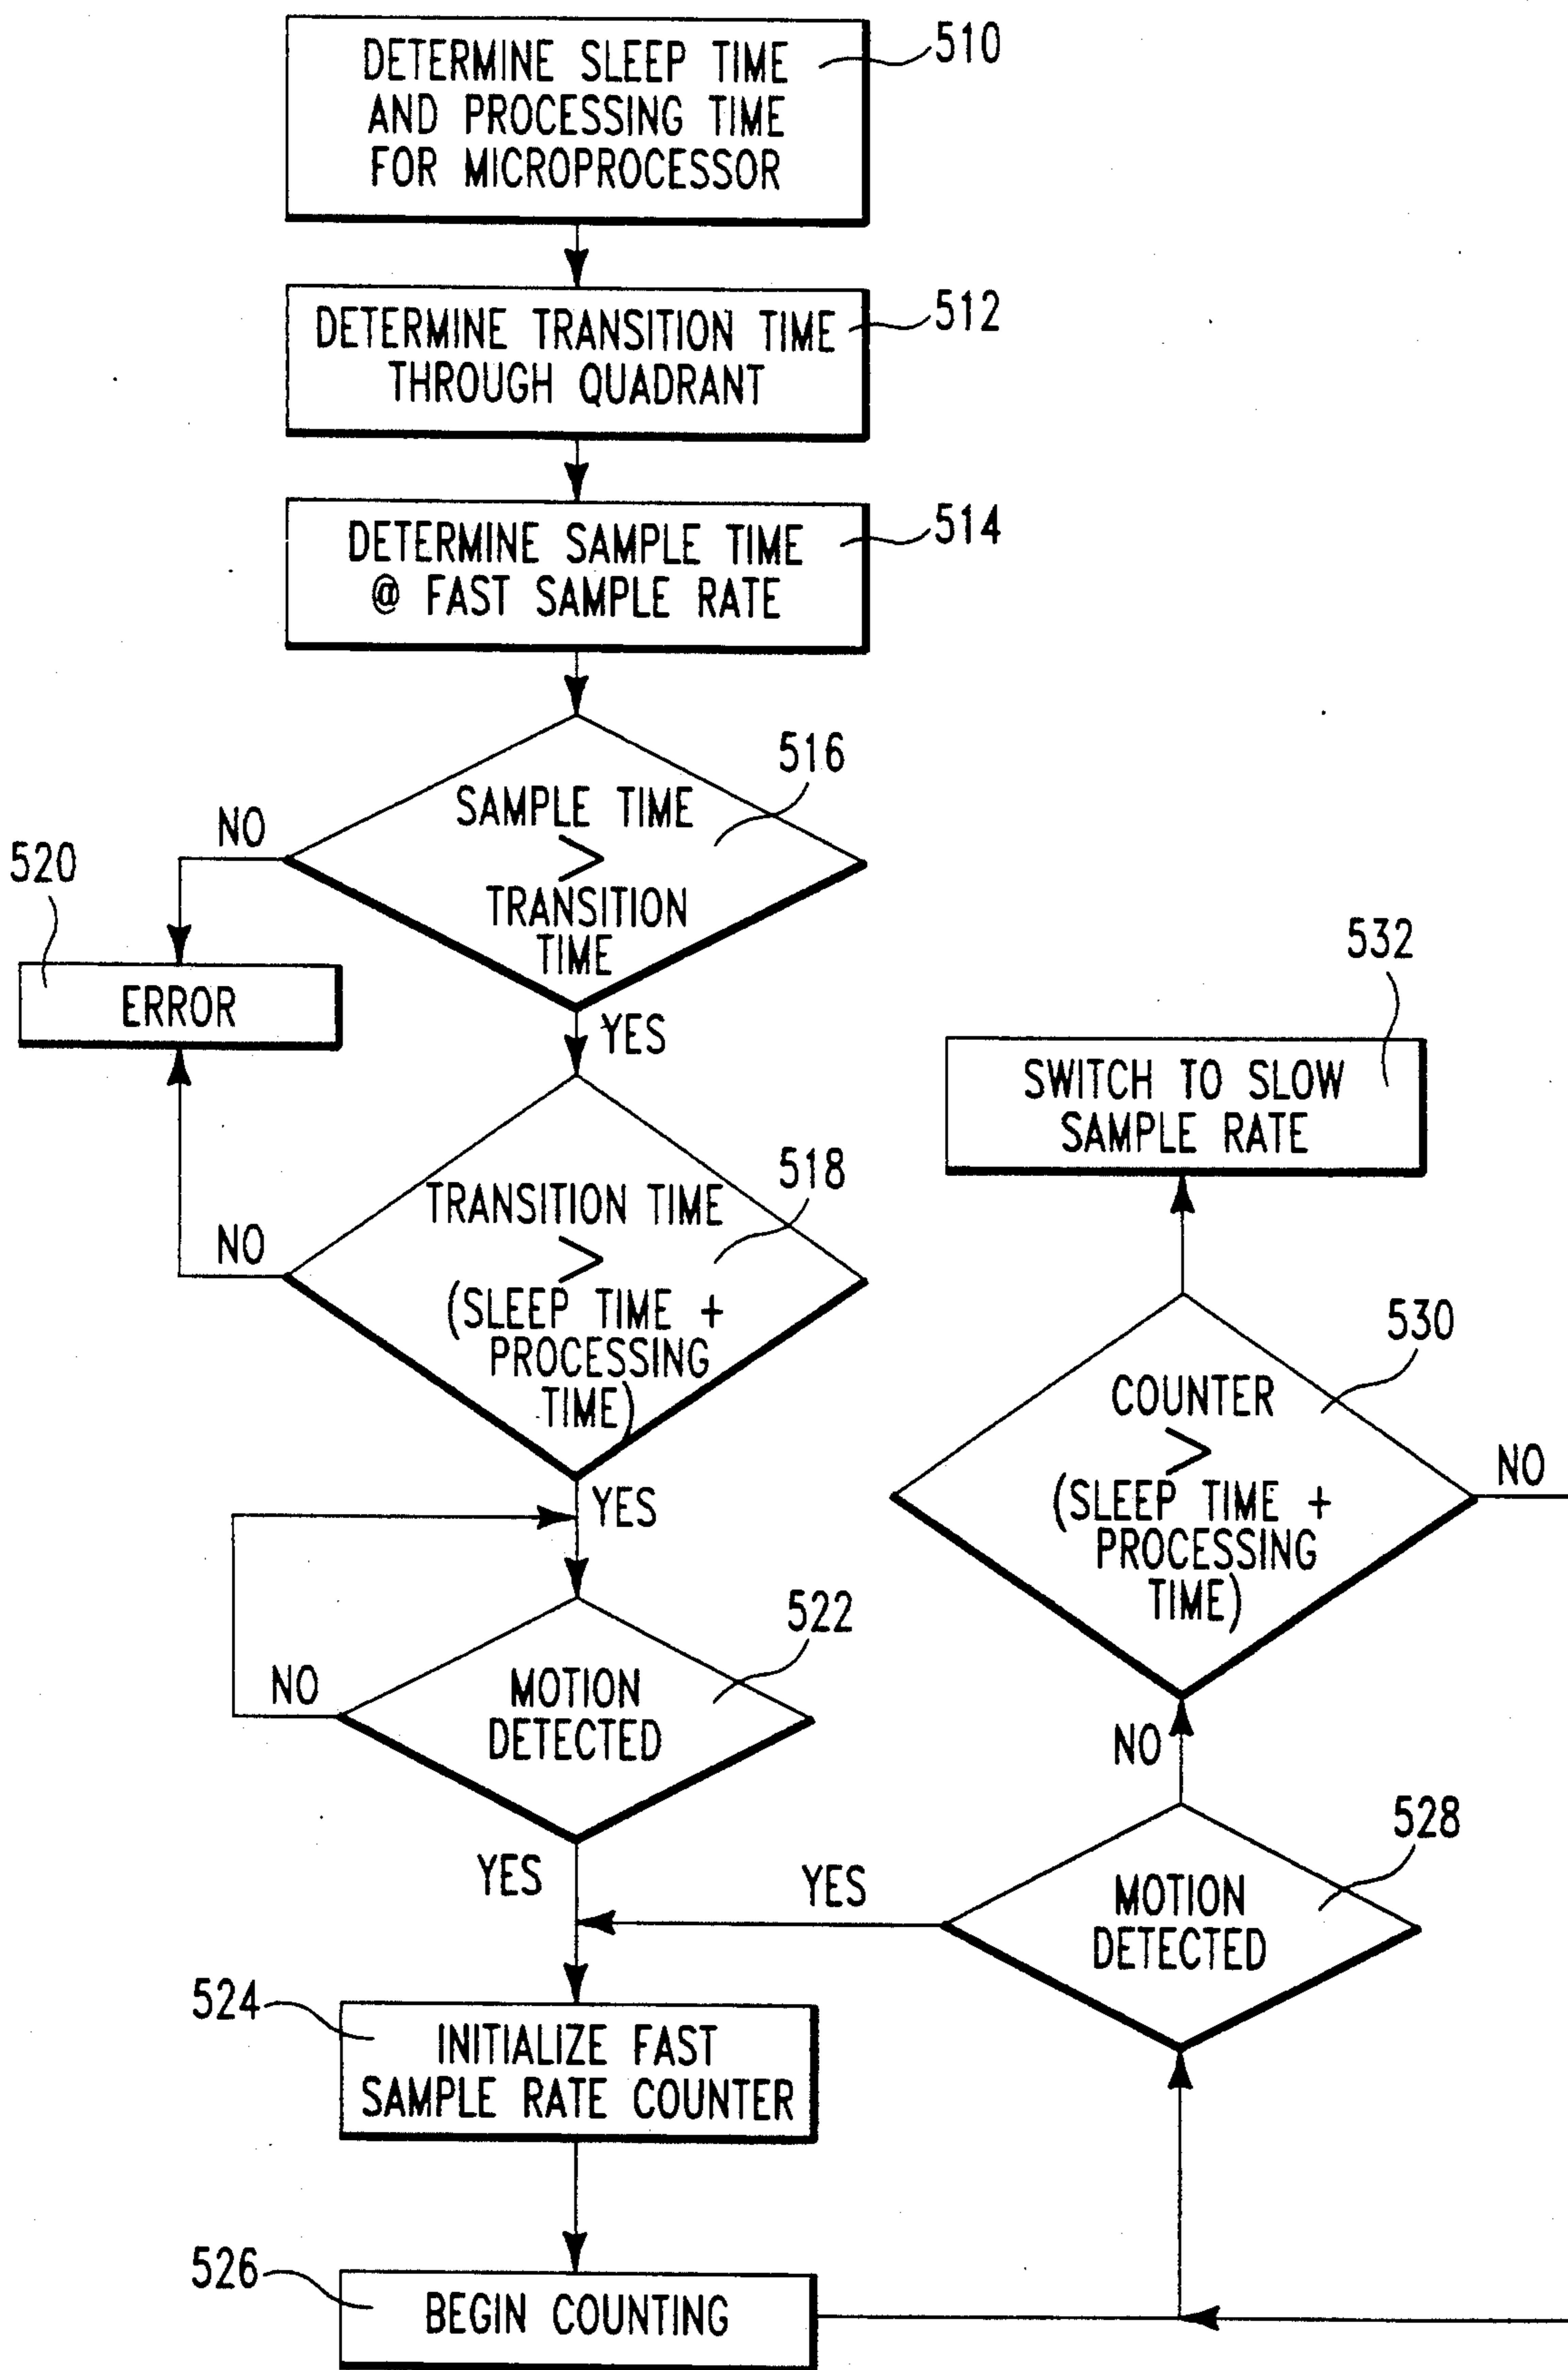 510
DETERMINE SLEEP TIME
AND PROCESSING TIME
FOR MICROPROCESSOR
512
DETERMINE TRANSITION TIME
THROUGH QUADRANT
514
DETERMINE SAMPLE TIME
@ FAST SAMPLE RATE
516
SAMPLE TIME
>
TRANSITION
TIME
NO
520
ERROR
YES
518
TRANSITION TIME
>
(SLEEP TIME +
PROCESSING
TIME)
NO
YES
522
MOTION
DETECTED
NO
YES
524
INITIALIZE FAST
SAMPLE RATE COUNTER
526
BEGIN COUNTING
528
MOTION
DETECTED
YES
NO
530
COUNTER
>
(SLEEP TIME +
PROCESSING
TIME)
NO
532
SWITCH TO SLOW
SAMPLE RATE